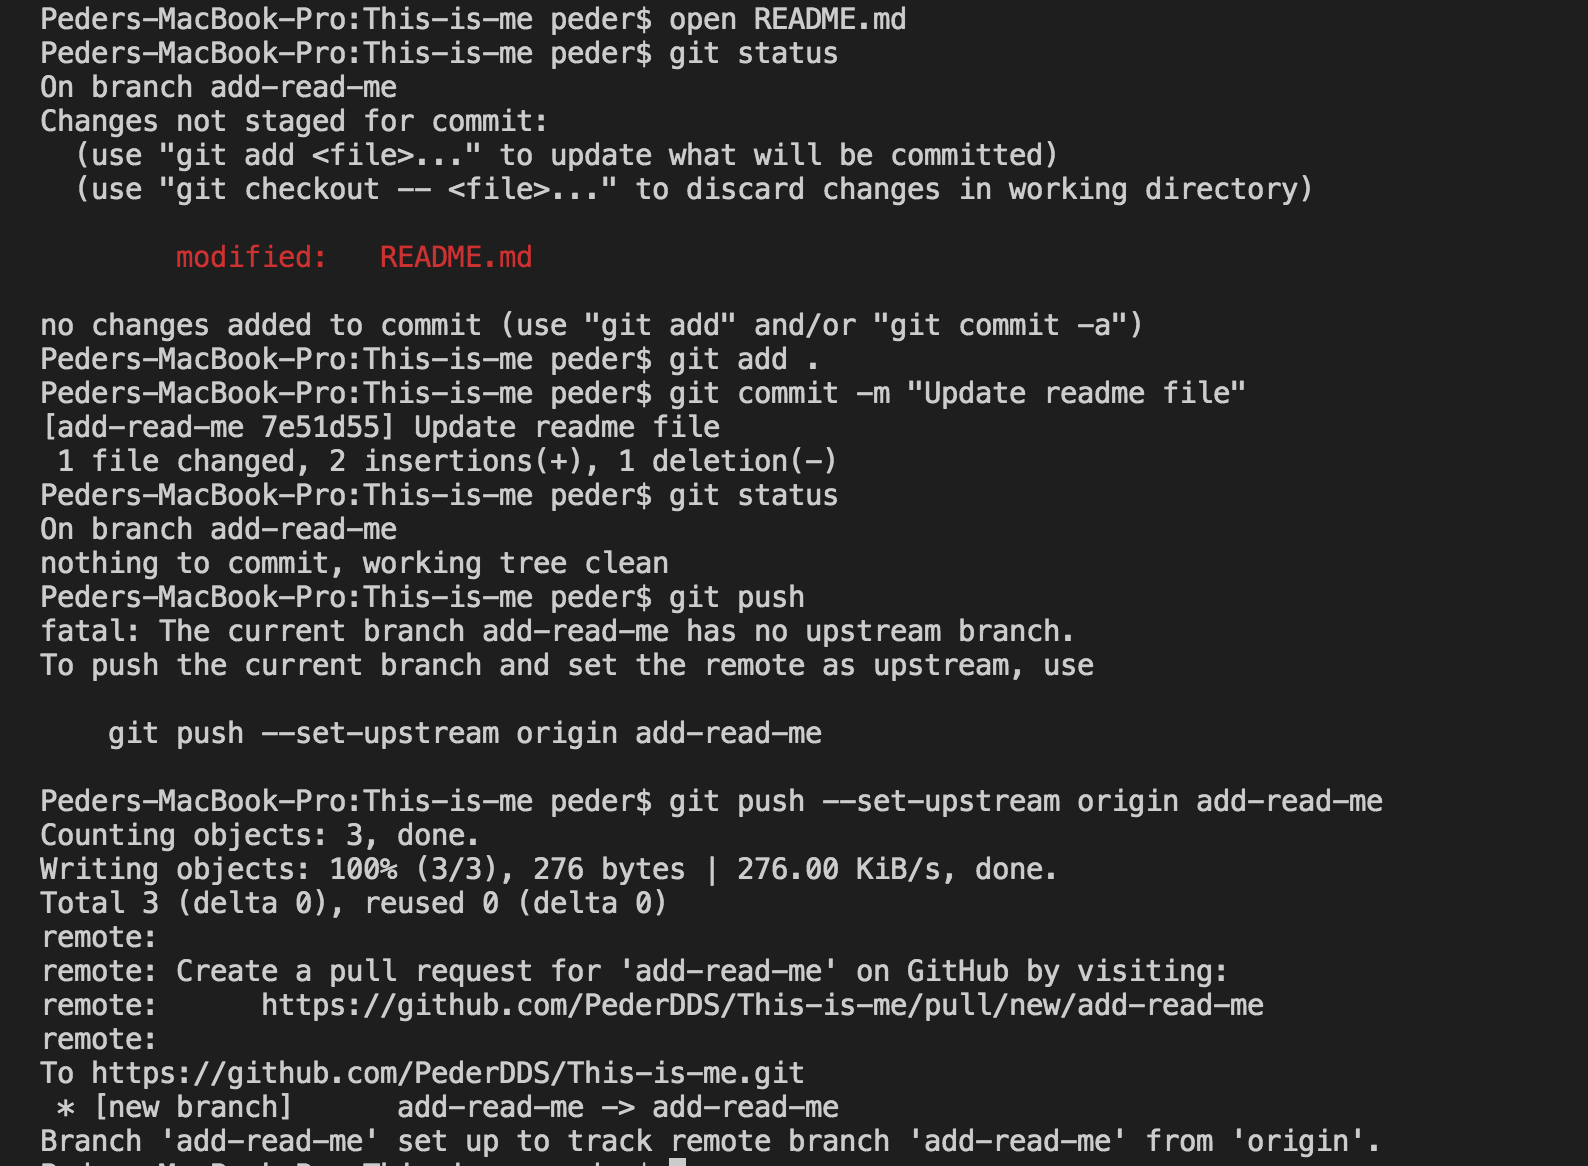 Peders-MacBook-Pro:This-is-me peder$ open README.md
Peders-MacBook-Pro:This-is-me peder$ git status
On branch add-read-me
Changes not staged for commit:
  (use "git add <file>..." to update what will be committed)
  (use "git checkout -- <file>..." to discard changes in working directory)
        modified:   README.md
no changes added to commit (use "git add" and/or "git commit -a")
Peders-MacBook-Pro:This-is-me peder$ git add .
Peders-MacBook-Pro:This-is-me peder$ git commit -m "Update readme file"
[add-read-me 7e51d55] Update readme file
 1 file changed, 2 insertions(+), 1 deletion(-)
Peders-MacBook-Pro:This-is-me peder$ git status
On branch add-read-me
nothing to commit, working tree clean
Peders-MacBook-Pro:This-is-me peder$ git push
fatal: The current branch add-read-me has no upstream branch.
To push the current branch and set the remote as upstream, use
    git push --set-upstream origin add-read-me
Peders-MacBook-Pro:This-is-me peder$ git push --set-upstream origin add-read-me
Counting objects: 3, done.
Writing objects: 100% (3/3), 276 bytes | 276.00 KiB/s, done.
Total 3 (delta 0), reused 0 (delta 0)
remote:
remote: Create a pull request for 'add-read-me' on GitHub by visiting:
remote:      https://github.com/PederDDS/This-is-me/pull/new/add-read-me
remote:
To https://github.com/PederDDS/This-is-me.git
 * [new branch]      add-read-me -> add-read-me
Branch 'add-read-me' set up to track remote branch 'add-read-me' from 'origin'.